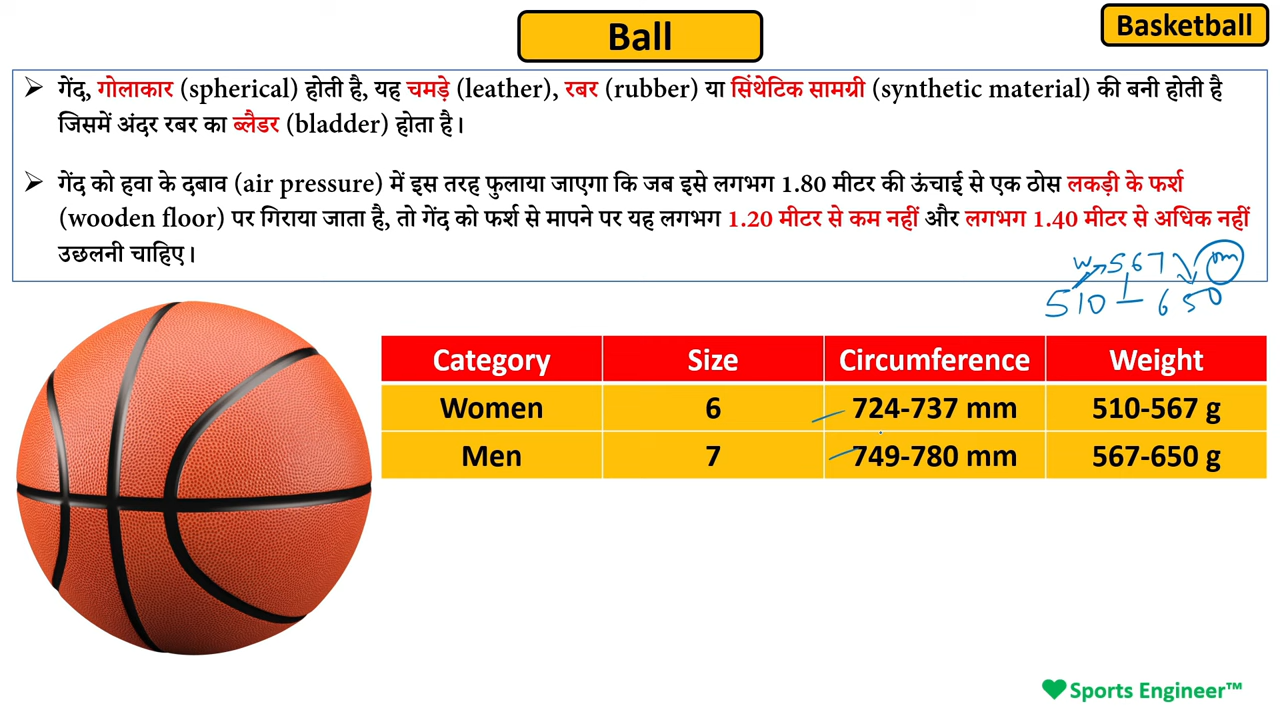 Ball
Basketball
➢ गेंद, गोलाकार (spherical) होती है, यह चमड़े (leather), रबर (rubber) या सिंथेटिक सामग्री (synthetic material) की बनी होती है
जिसमें अंदर रबर का ब्लैडर (bladder) होता है।
➢ गेंद को हवा के दबाव (air pressure) में इस तरह फुलाया जाएगा कि जब इसे लगभग 1.80 मीटर की ऊंचाई से एक ठोस लकड़ी के फर्श
(wooden floor) पर गिराया जाता है, तो गेंद को फर्श से मापने पर यह लगभग 1.20 मीटर से कम नहीं और लगभग 1.40 मीटर से अधिक नहीं
उछलनी चाहिए।
W 567
510 - 650
Category Size Circumference Weight
Women 6 724-737 mm 510-567 g
Men 7 749-780 mm 567-650 g
Sports Engineer™